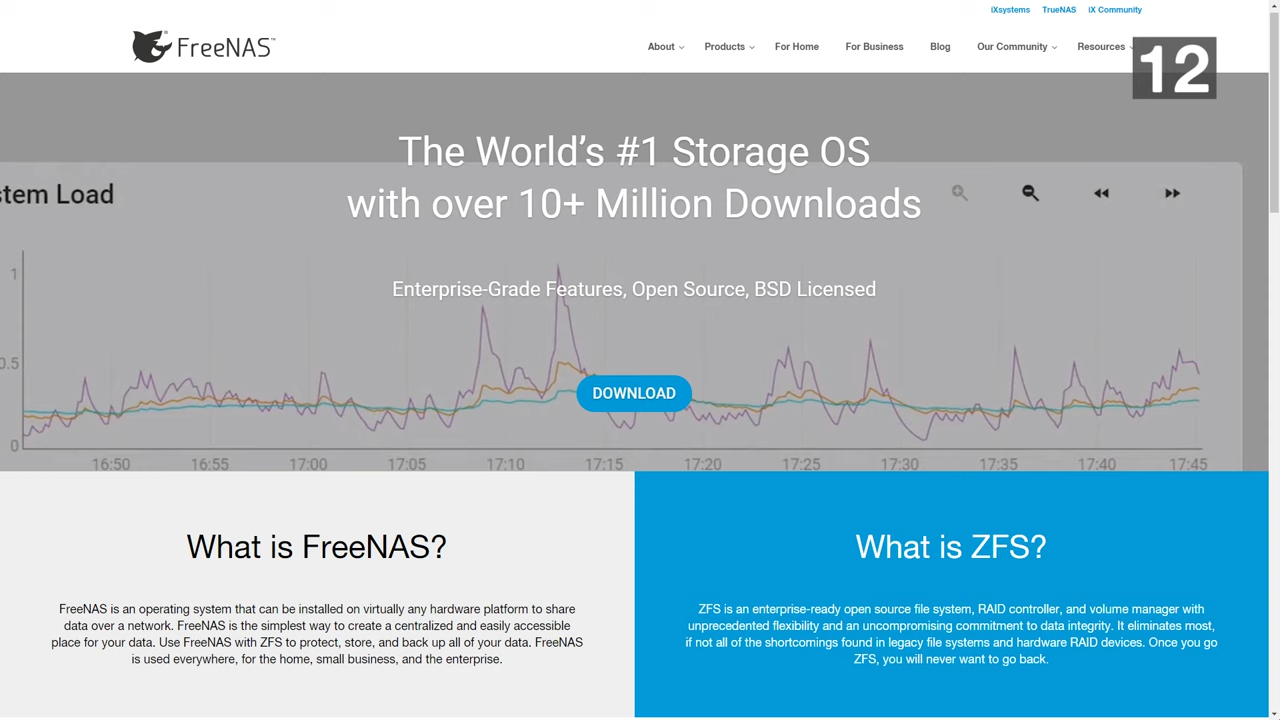 iXsystems TrueNAS iX Community
FreeNAS™
About Products For Home For Business Blog Our Community Resources
12
The World's #1 Storage OS
with over 10+ Million Downloads
stem Load
Enterprise-Grade Features, Open Source, BSD Licensed
1
0.5
0
DOWNLOAD
16:50 16:55 17:00 17:05 17:10 17:15 17:20 17:25 17:30 17:35 17:40 17:45
What is FreeNAS?
FreeNAS is an operating system that can be installed on virtually any hardware platform to share
data over a network. FreeNAS is the simplest way to create a centralized and easily accessible
place for your data. Use FreeNAS with ZFS to protect, store, and back up all of your data. FreeNAS
is used everywhere, for the home, small business, and the enterprise.
What is ZFS?
ZFS is an enterprise-ready open source file system, RAID controller, and volume manager with
unprecedented flexibility and an uncompromising commitment to data integrity. It eliminates most,
if not all of the shortcomings found in legacy file systems and hardware RAID devices. Once you go
ZFS, you will never want to go back.